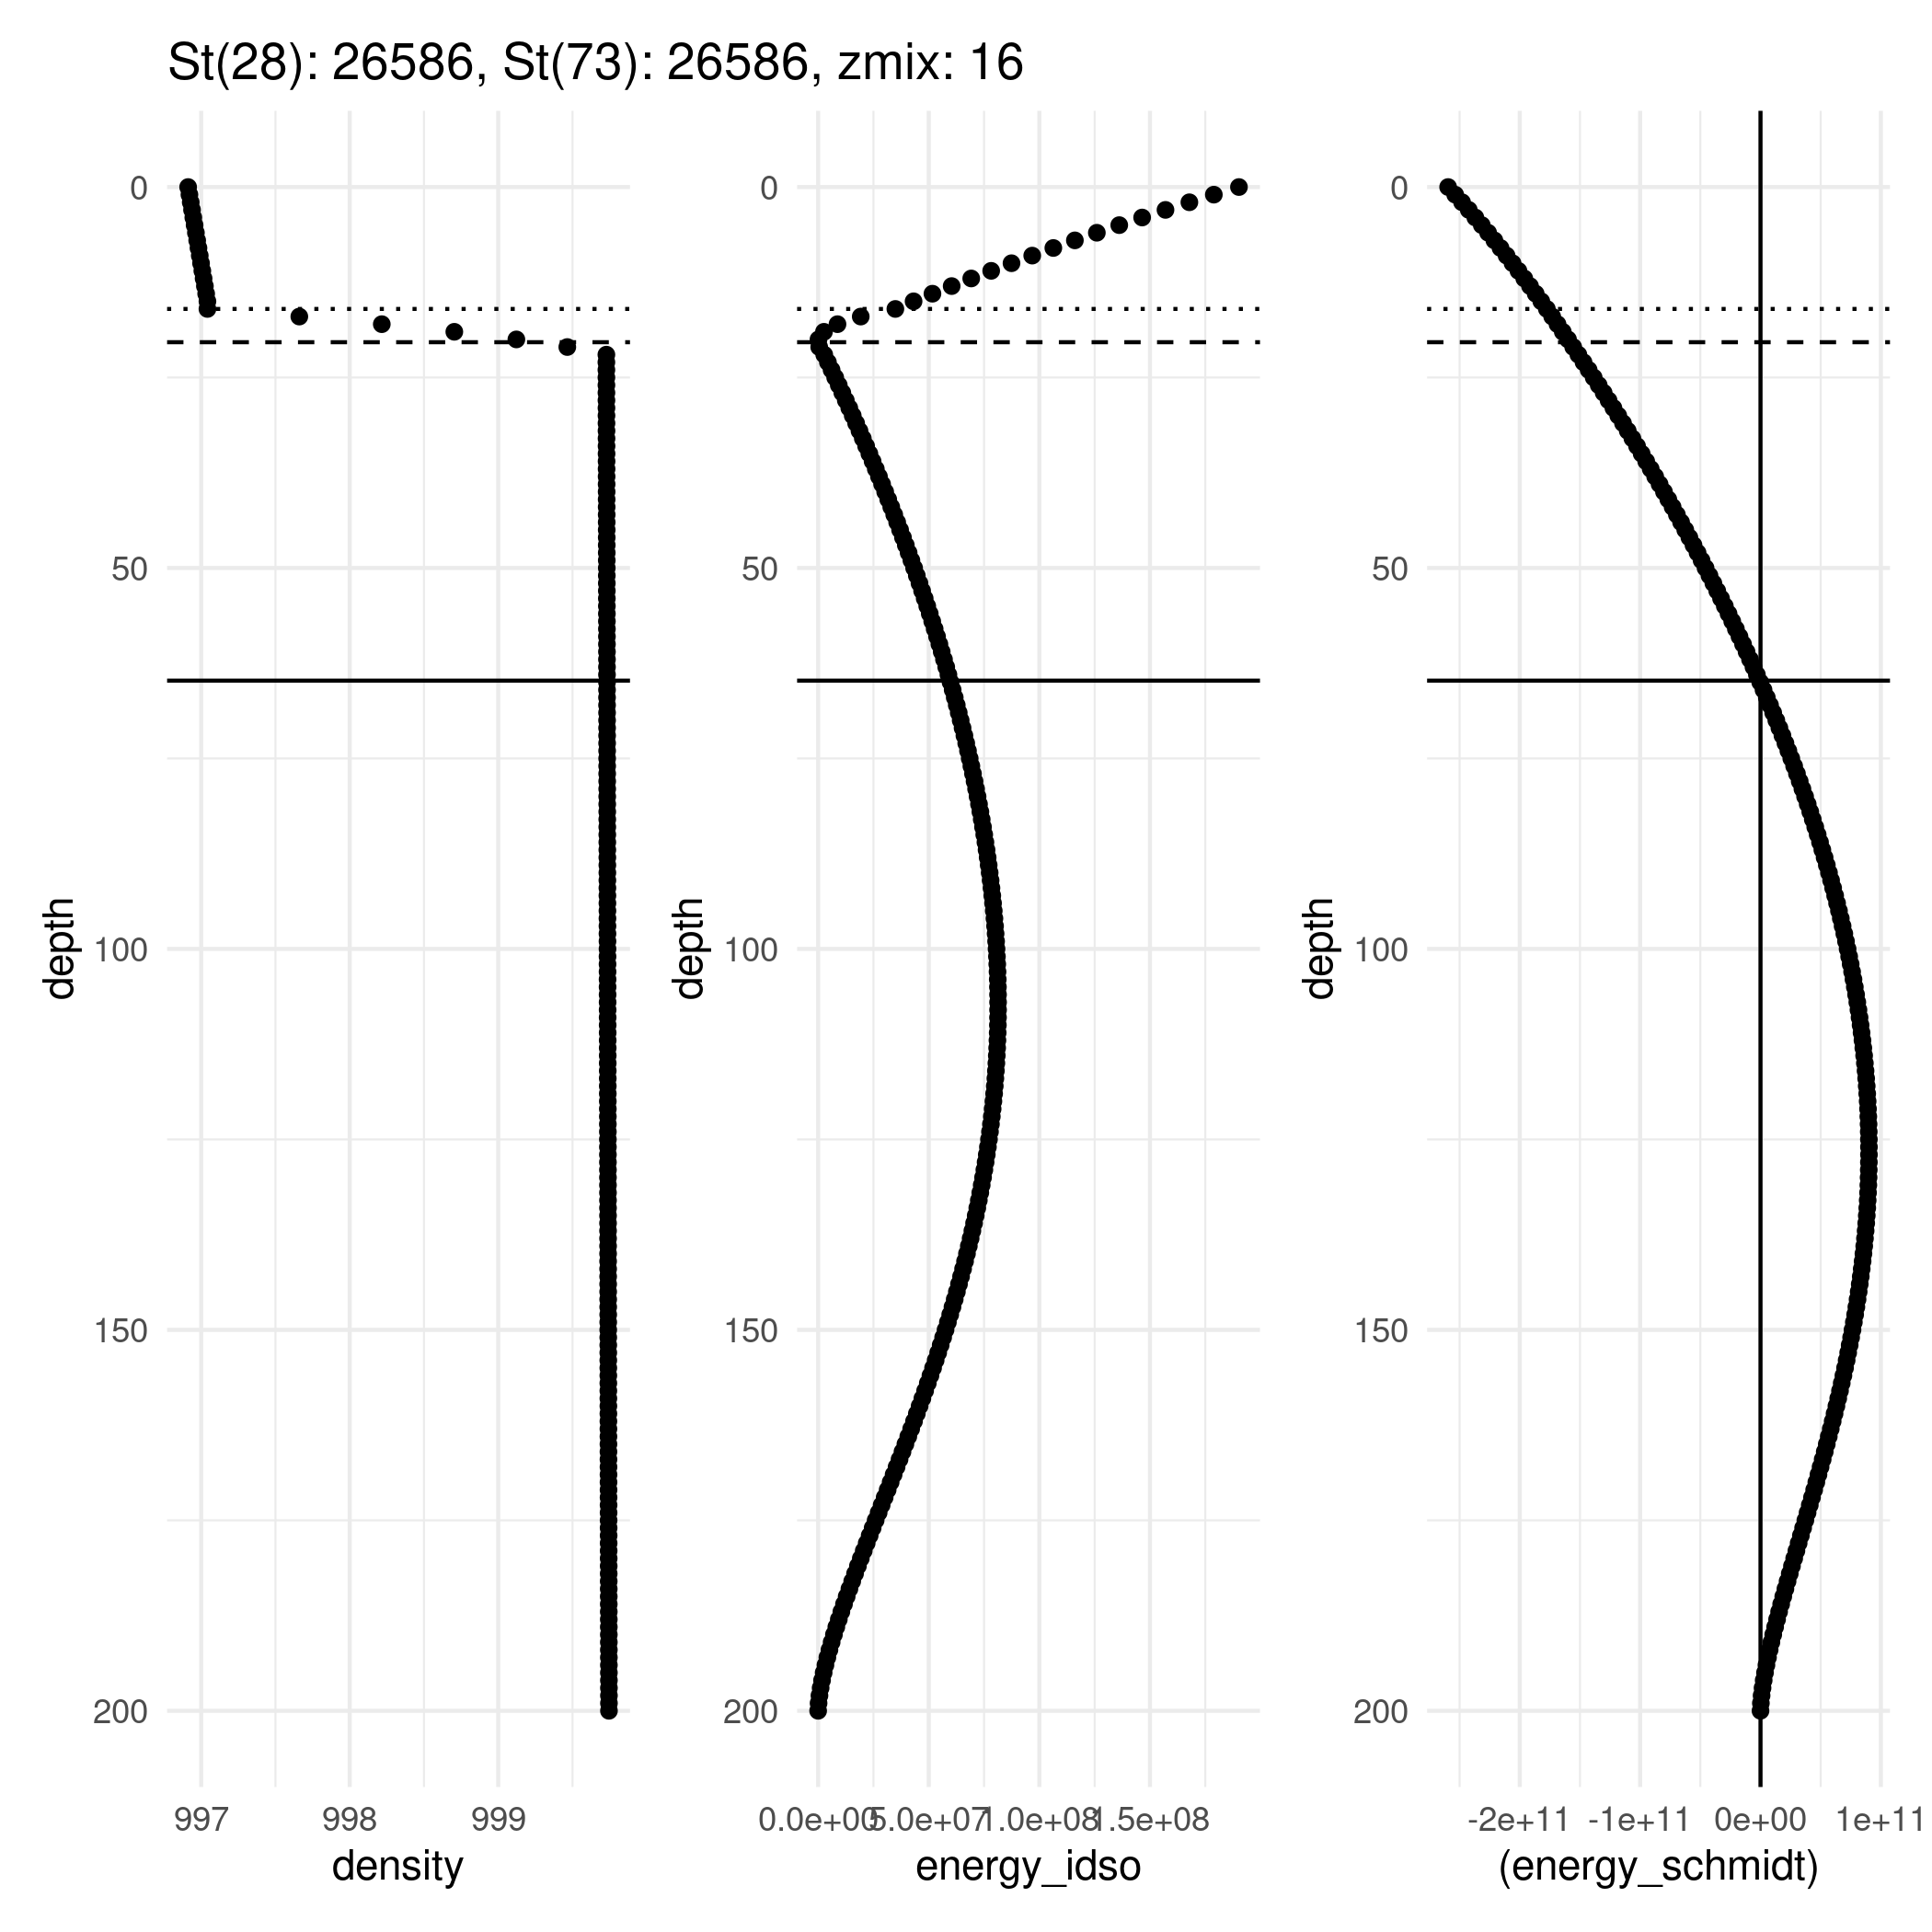 St(28): 26586, St(73): 26586, zmix: 16
depth
0
50
100
150
200
997
998
999
density
depth
0
50
100
150
200
0.0e+00
5.0e+07
1.0e+08
1.5e+08
energy_idso
depth
0
50
100
150
200
-2e+11
-1e+11
0e+00
1e+11
(energy_schmidt)